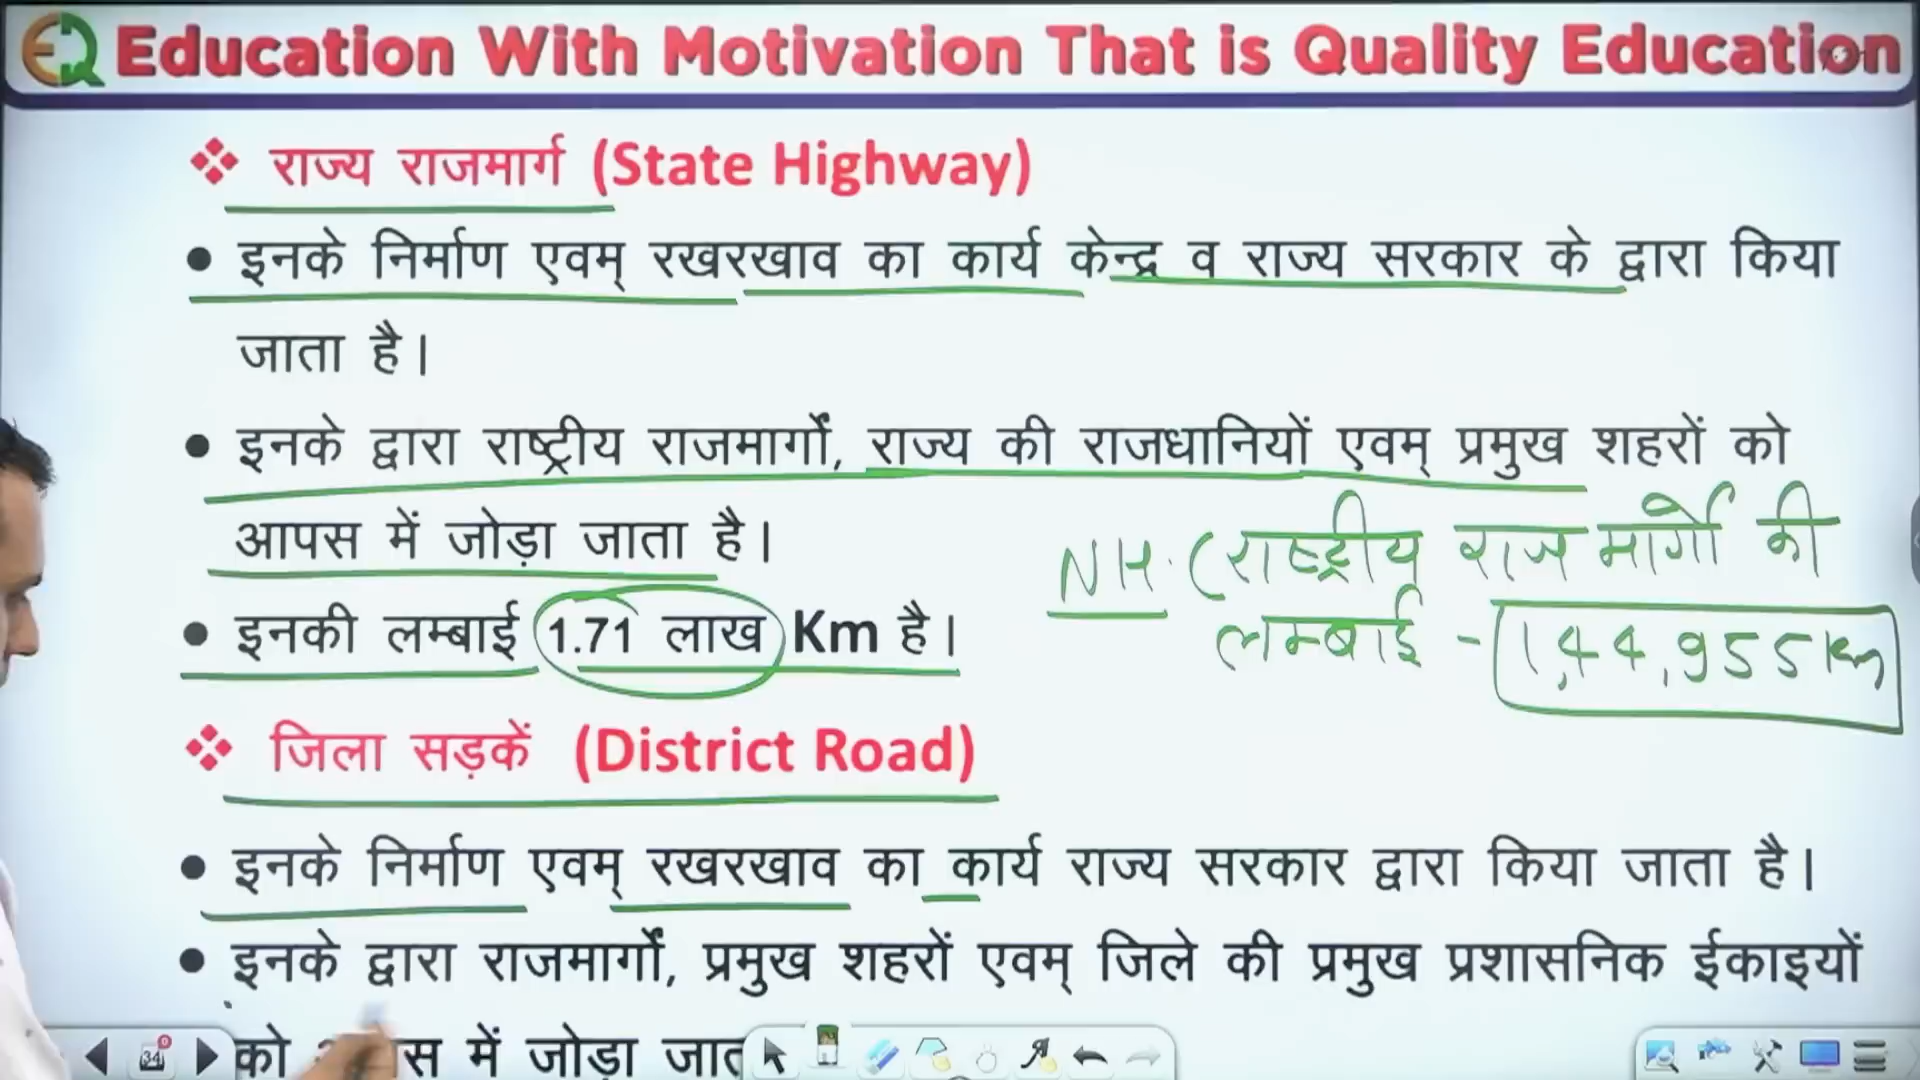 Education With Motivation That is Quality Education
❖ राज्य राजमार्ग (State Highway)
• इनके निर्माण एवम् रखरखाव का कार्य केन्द्र व राज्य सरकार के द्वारा किया
जाता है।
• इनके द्वारा राष्ट्रीय राजमार्गों, राज्य की राजधानियों एवम् प्रमुख शहरों को
आपस में जोड़ा जाता है।
NH. (राष्ट्रीय राज मार्गो की
लम्बाई - 1,44,955 Km
• इनकी लम्बाई 1.71 लाख Km है।
❖ जिला सड़कें (District Road)
• इनके निर्माण एवम् रखरखाव का कार्य राज्य सरकार द्वारा किया जाता है।
• इनके द्वारा राजमार्गों, प्रमुख शहरों एवम् जिले की प्रमुख प्रशासनिक ईकाइयों
को में जोड़ा
34